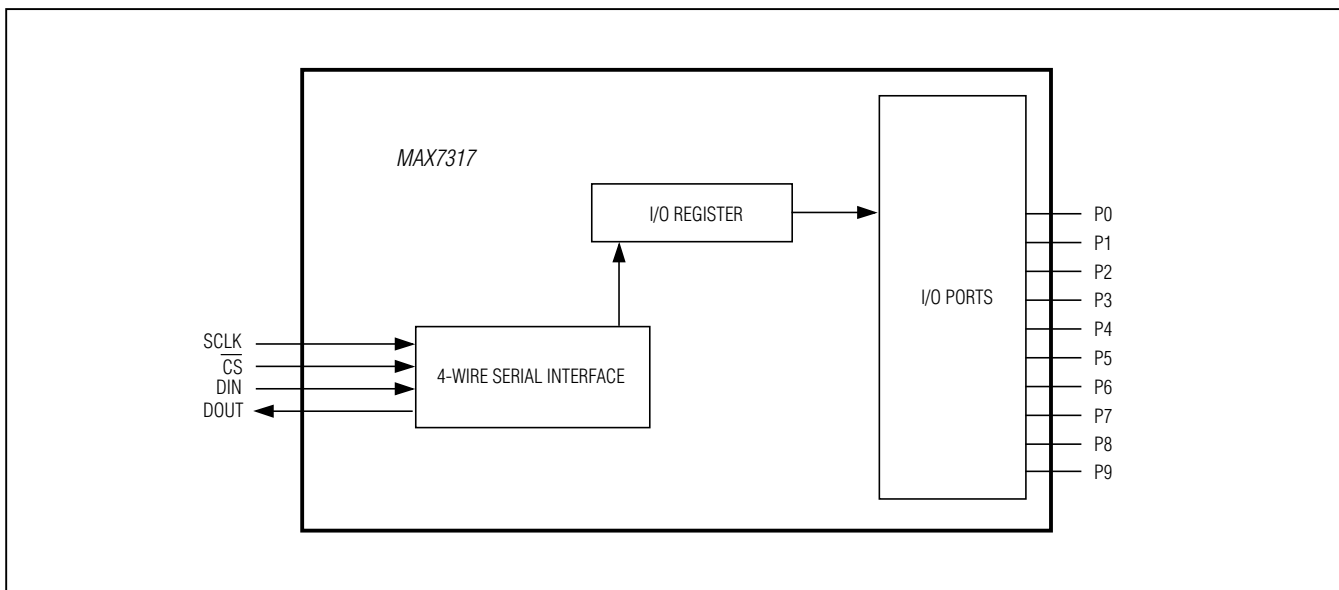 MAX7317
I/O REGISTER
I/O PORTS
4-WIRE SERIAL INTERFACE
SCLK
C̅S̅
DIN
DOUT
P0
P1
P2
P3
P4
P5
P6
P7
P8
P9